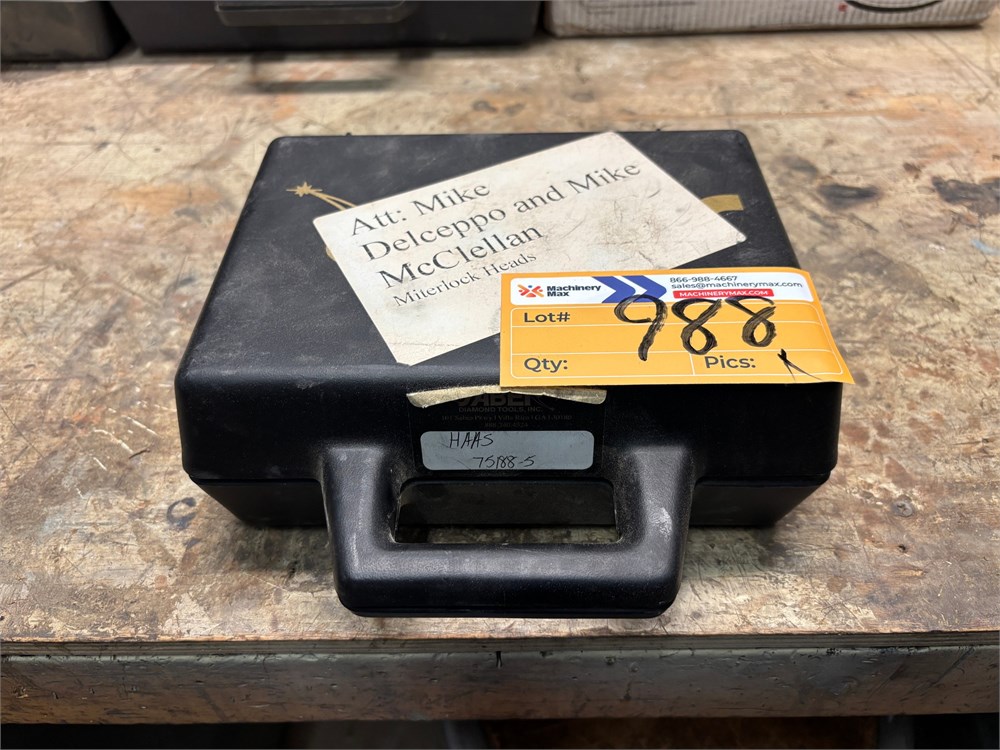 Att: Mike
Delceppo and Mike
McClellan
Miterlock Heads
Machinery
Max
866-988-4667
sales@machinerymax.com
MACHINERYMAX.COM
Lot# 988
Qty: Pics:
DIAMOND TOOLS, INC.
HAAS
75188-5